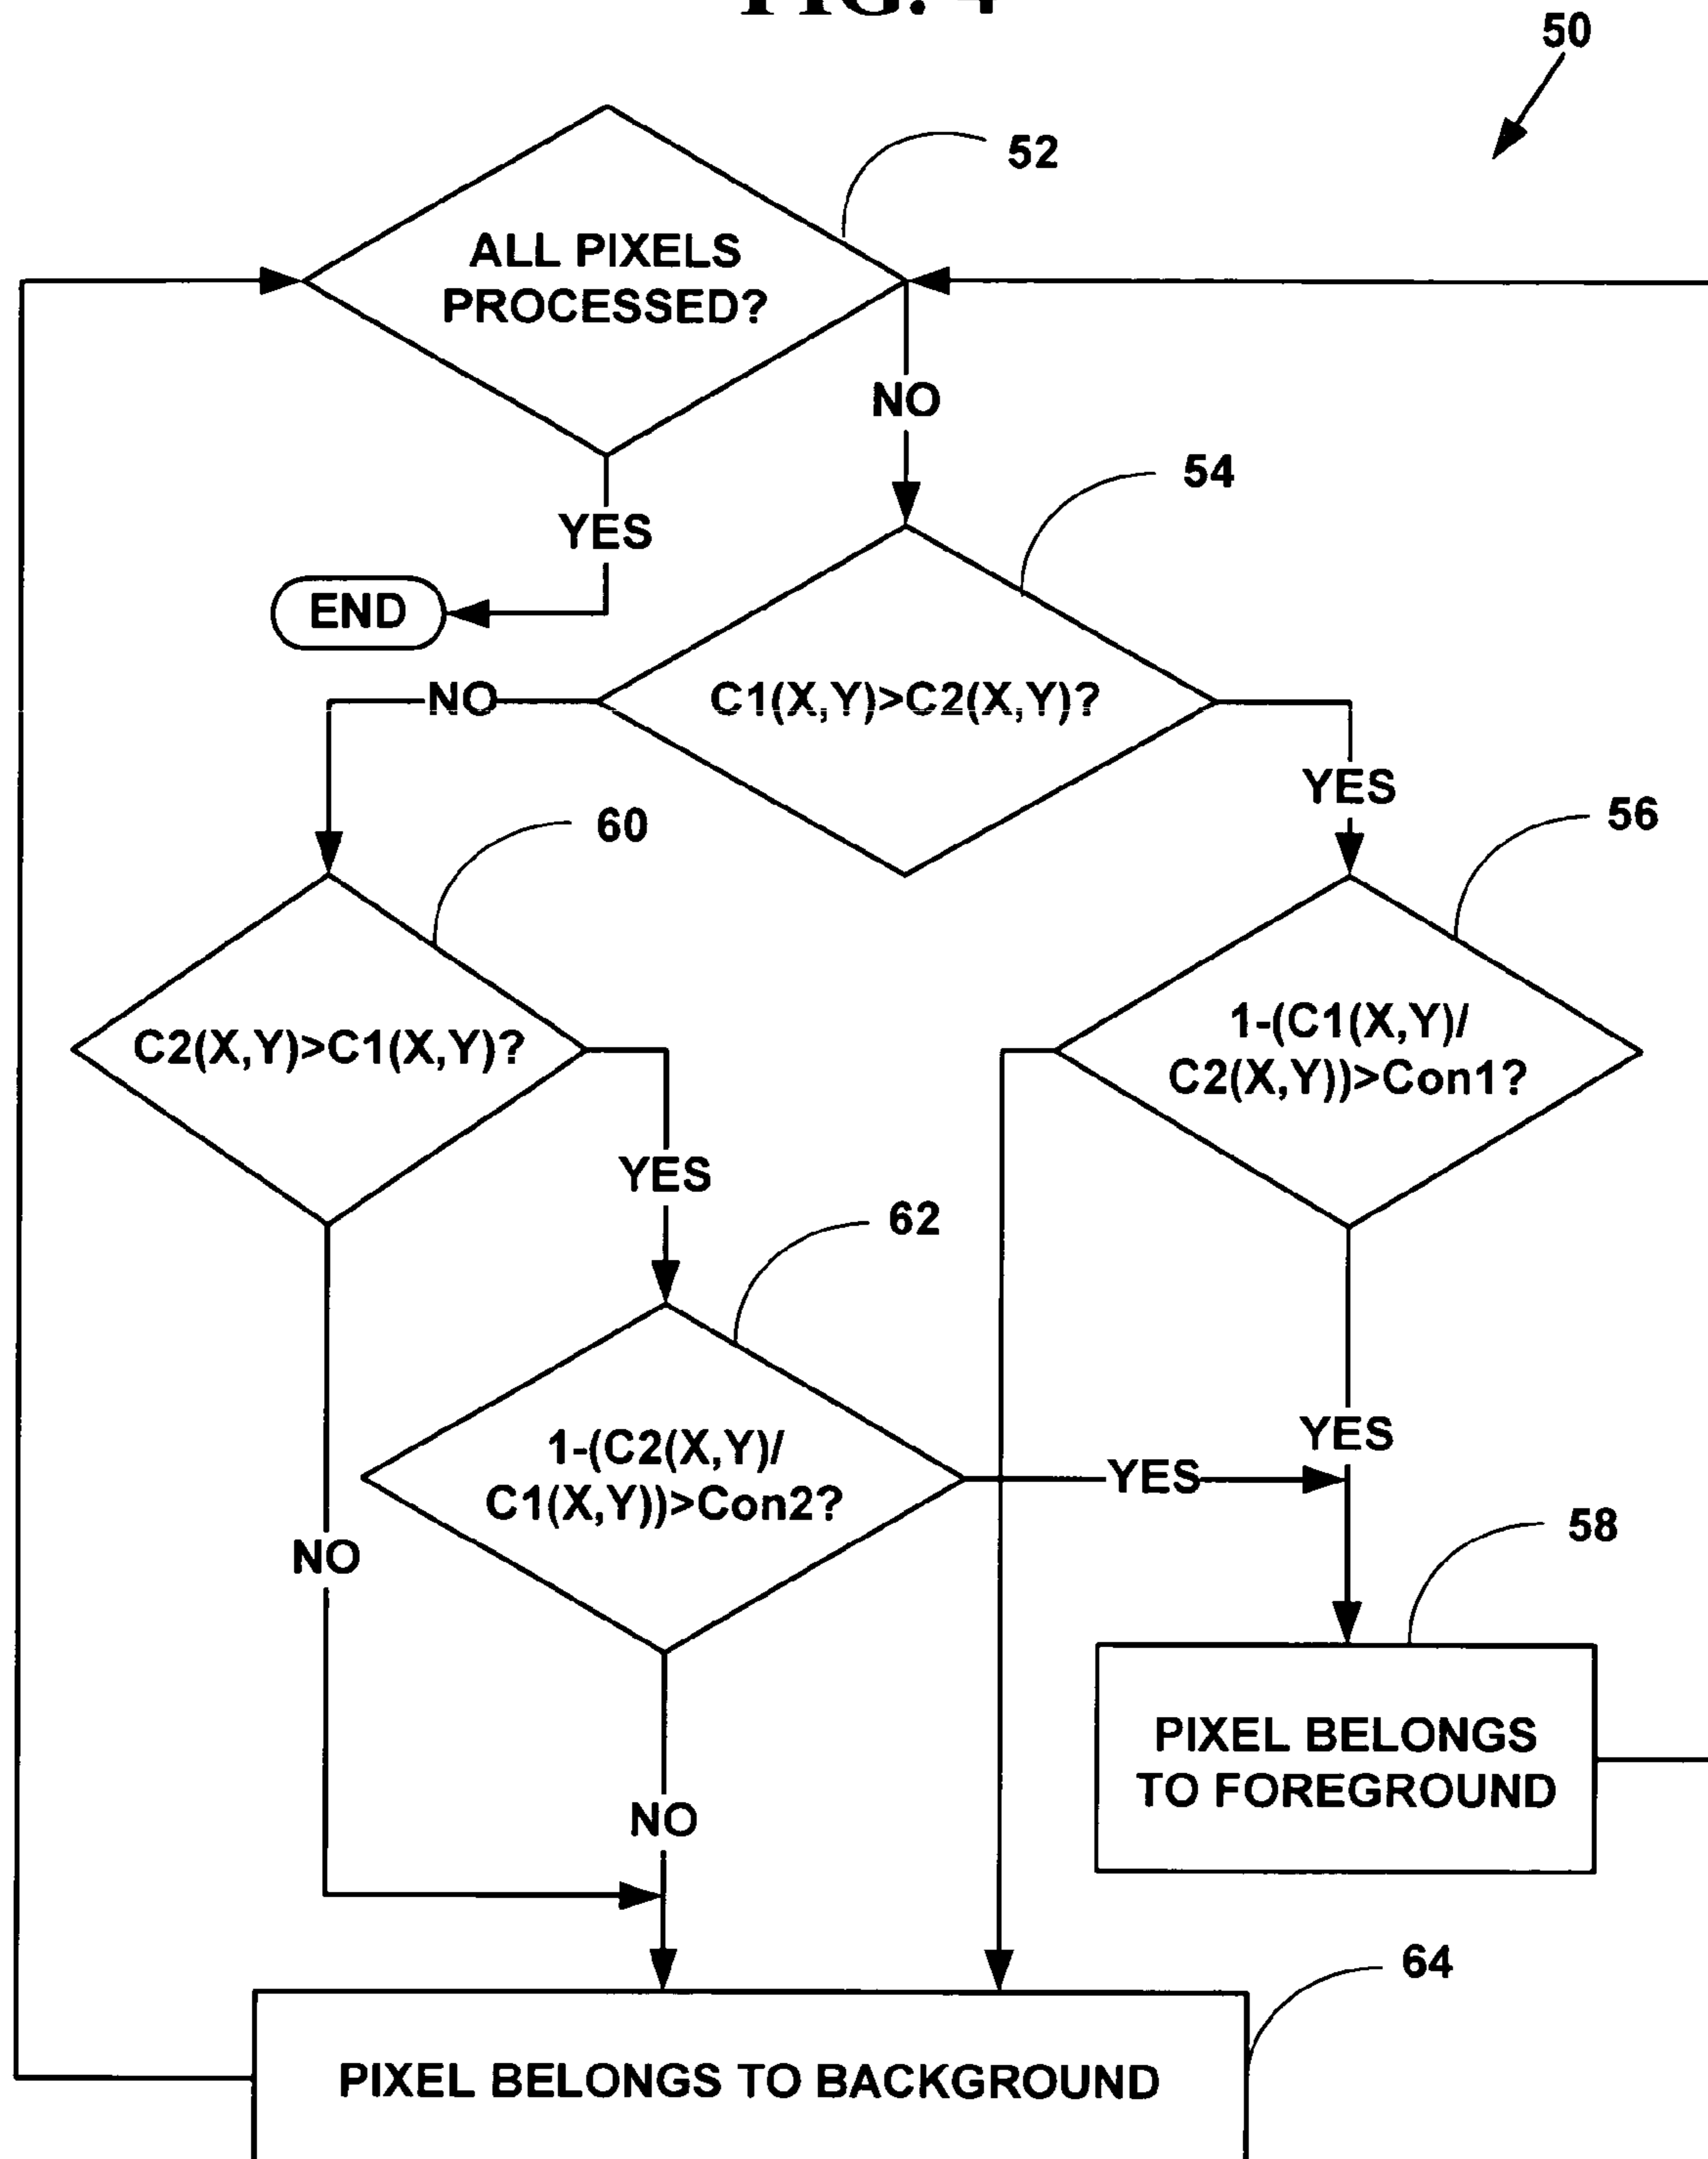 FIG. 4
50
52
ALL PIXELS
PROCESSED?
NO
54
YES
END
NO
C1(X,Y)>C2(X,Y)?
YES
56
60
C2(X,Y)>C1(X,Y)?
1-(C1(X,Y)/
C2(X,Y))>Con1?
YES
62
1-(C2(X,Y)/
C1(X,Y))>Con2?
YES
YES
58
NO
PIXEL BELONGS
TO FOREGROUND
NO
64
PIXEL BELONGS TO BACKGROUND